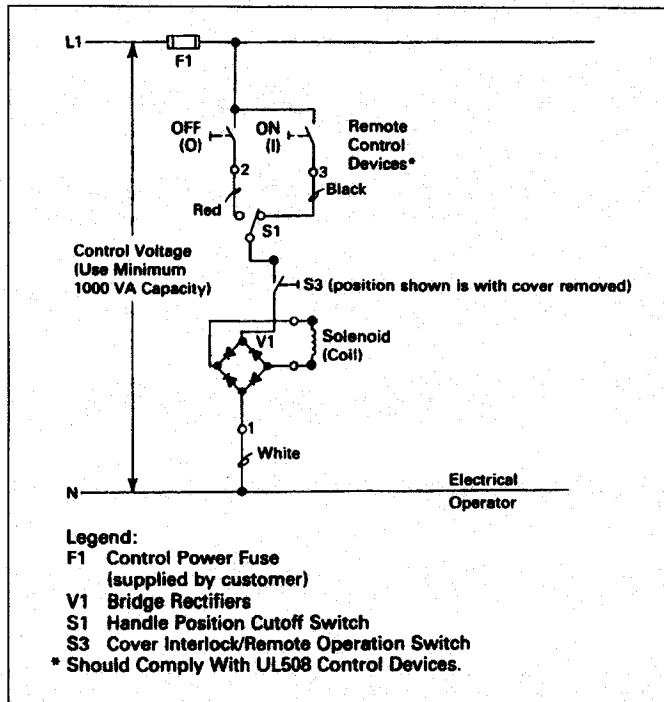 L1
F1
OFF
(O)
ON
(I)
Remote
Control
Devices*
2
3
Red
Black
S1
Control Voltage
(Use Minimum
1000 VA Capacity)
S3 (position shown is with cover removed)
V1
Solenoid
(Coil)
1
White
N
Electrical
Operator
Legend:
F1 Control Power Fuse
(supplied by customer)
V1 Bridge Rectifiers
S1 Handle Position Cutoff Switch
S3 Cover Interlock/Remote Operation Switch
* Should Comply With UL508 Control Devices.